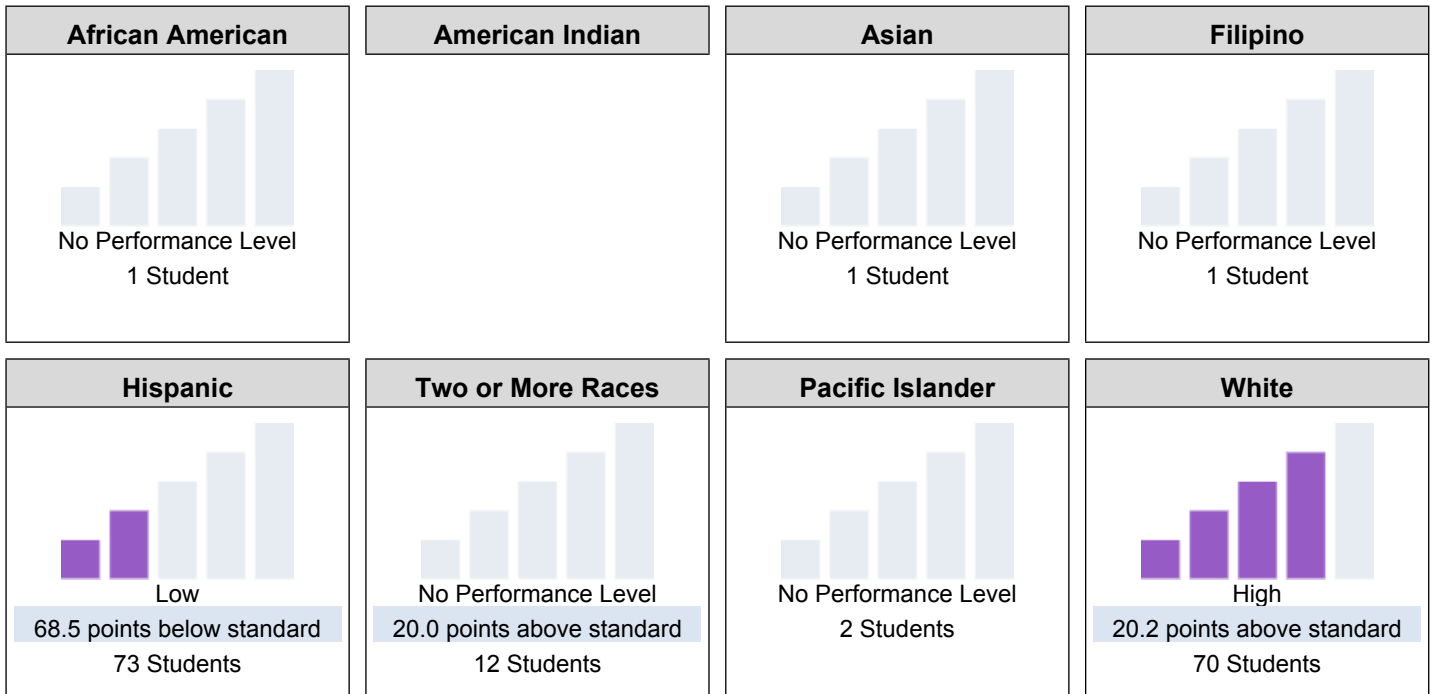 African American
No Performance Level
1 Student
American Indian
Asian
No Performance Level
1 Student
Filipino
No Performance Level
1 Student
Hispanic
Low
68.5 points below standard
73 Students
Two or More Races
No Performance Level
20.0 points above standard
12 Students
Pacific Islander
No Performance Level
2 Students
White
High
20.2 points above standard
70 Students